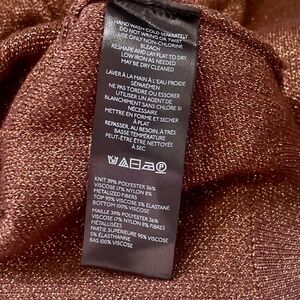 HAND WASH COLD SEPARATELY
DO NOT WRING OR TWIST
USE ONLY NON-CHLORINE
BLEACH
RESHAPE AND LAY FLAT TO DRY
LOW IRON AS NEEDED
MAY BE DRY CLEANED
LAVER À LA MAIN À L'EAU FROIDE
SÉPARÉMEN
NE PAS TORDRE OU ESSORER
UTILISER UN AGENT DE
BLANCHIMENT SANS CHLORE SI
NÉCESSAIRE
METTRE EN FORME ET SÉCHER
À PLAT
REPASSER, AU BESOIN, À TRÈS
BASSE TEMPÉRATURE
PEUT-ÊTRE ÊTRE NETTOYÉE
À SEC
KNIT 39% POLYESTER 36%
VISCOSE 17% NYLON 8%
METALLIZED FIBERS
TOP 95% VISCOSE 5% ELASTANE
BOTTOM 100% VISCOSE
MAILLE 39% POLYESTER 36%
VISCOSE 17% NYLON 8% FIBRES
MÉTALLISÉES
PARTIE SUPÉRIEURE 95% VISCOSE
5% ÉLASTHANNE
BAS 100% VISCOSE